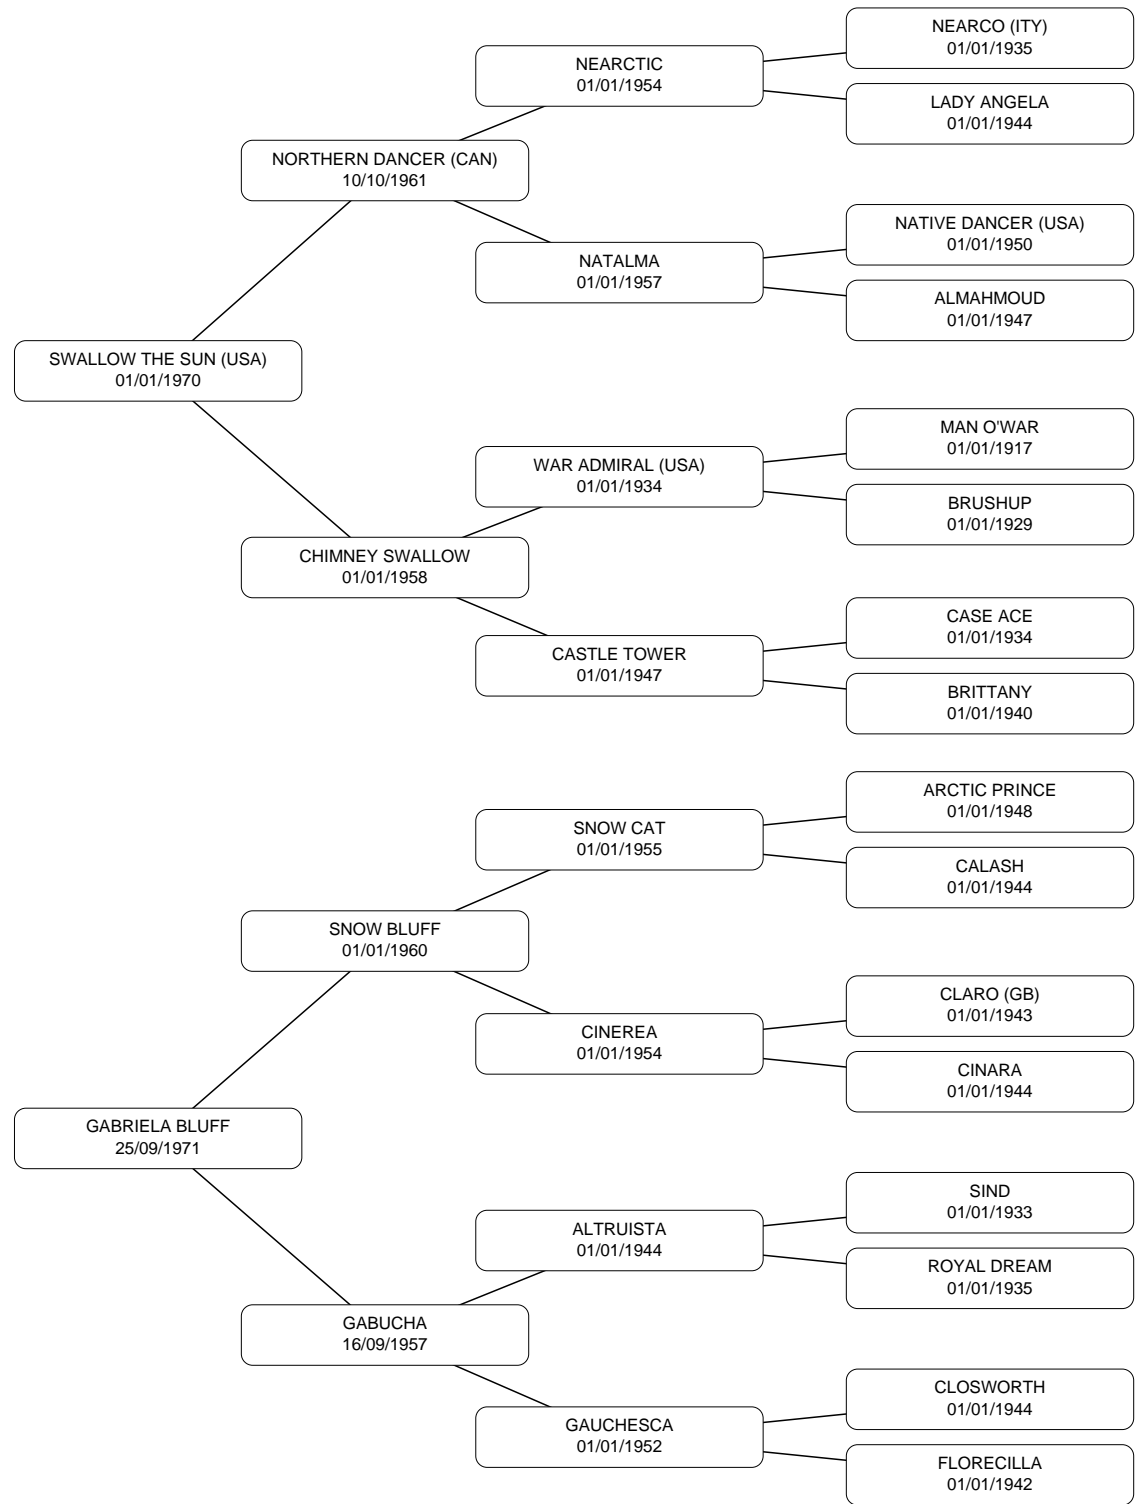 NEARCO (ITY)
01/01/1935
NEARCTIC
01/01/1954
LADY ANGELA
01/01/1944
NORTHERN DANCER (CAN)
10/10/1961
NATIVE DANCER (USA)
01/01/1950
NATALMA
01/01/1957
ALMAHMOUD
01/01/1947
SWALLOW THE SUN (USA)
01/01/1970
MAN O'WAR
01/01/1917
WAR ADMIRAL (USA)
01/01/1934
BRUSHUP
01/01/1929
CHIMNEY SWALLOW
01/01/1958
CASE ACE
01/01/1934
CASTLE TOWER
01/01/1947
BRITTANY
01/01/1940
ARCTIC PRINCE
01/01/1948
SNOW CAT
01/01/1955
CALASH
01/01/1944
SNOW BLUFF
01/01/1960
CLARO (GB)
01/01/1943
CINEREA
01/01/1954
CINARA
01/01/1944
GABRIELA BLUFF
25/09/1971
SIND
01/01/1933
ALTRUISTA
01/01/1944
ROYAL DREAM
01/01/1935
GABUCHA
16/09/1957
CLOSWORTH
01/01/1944
GAUCHESCA
01/01/1952
FLORECILLA
01/01/1942